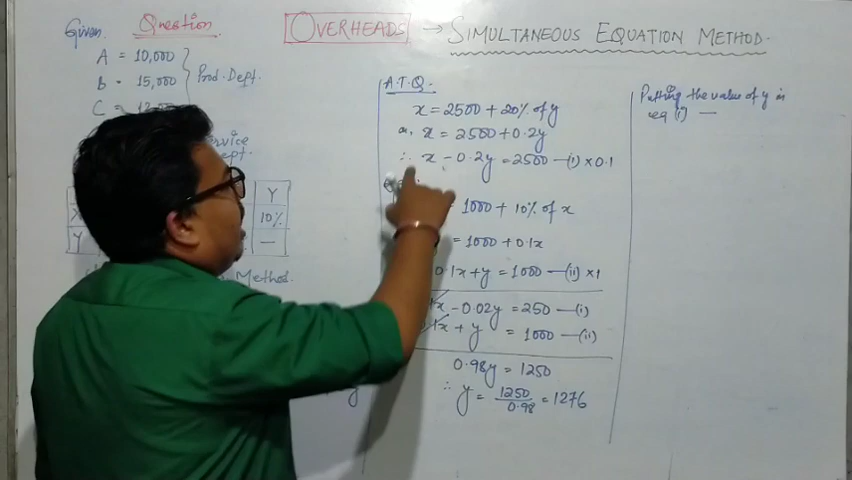 Given. Question.
OVERHEADS → SIMULTANEOUS EQUATION METHOD.
A = 10,000
B = 15,000
C = 12,000
Prod. Dept.
Service
Dept.
Y
X 10%
Y —
Method.
y
A.T.Q.
x = 2500 + 20% of y
or, x = 2500 + 0.2y
∴ x - 0.2y = 2500 —(i) × 0.1
1000 + 10% of x
= 1000 + 0.1x
0.1x + y = 1000 —(ii) × 1
1x - 0.02y = 250 —(i)
0.1x + y = 1000 —(ii)
0.98y = 1250
∴ y = 1250/0.98 = 1276
Putting the value of y in
eq (i) —